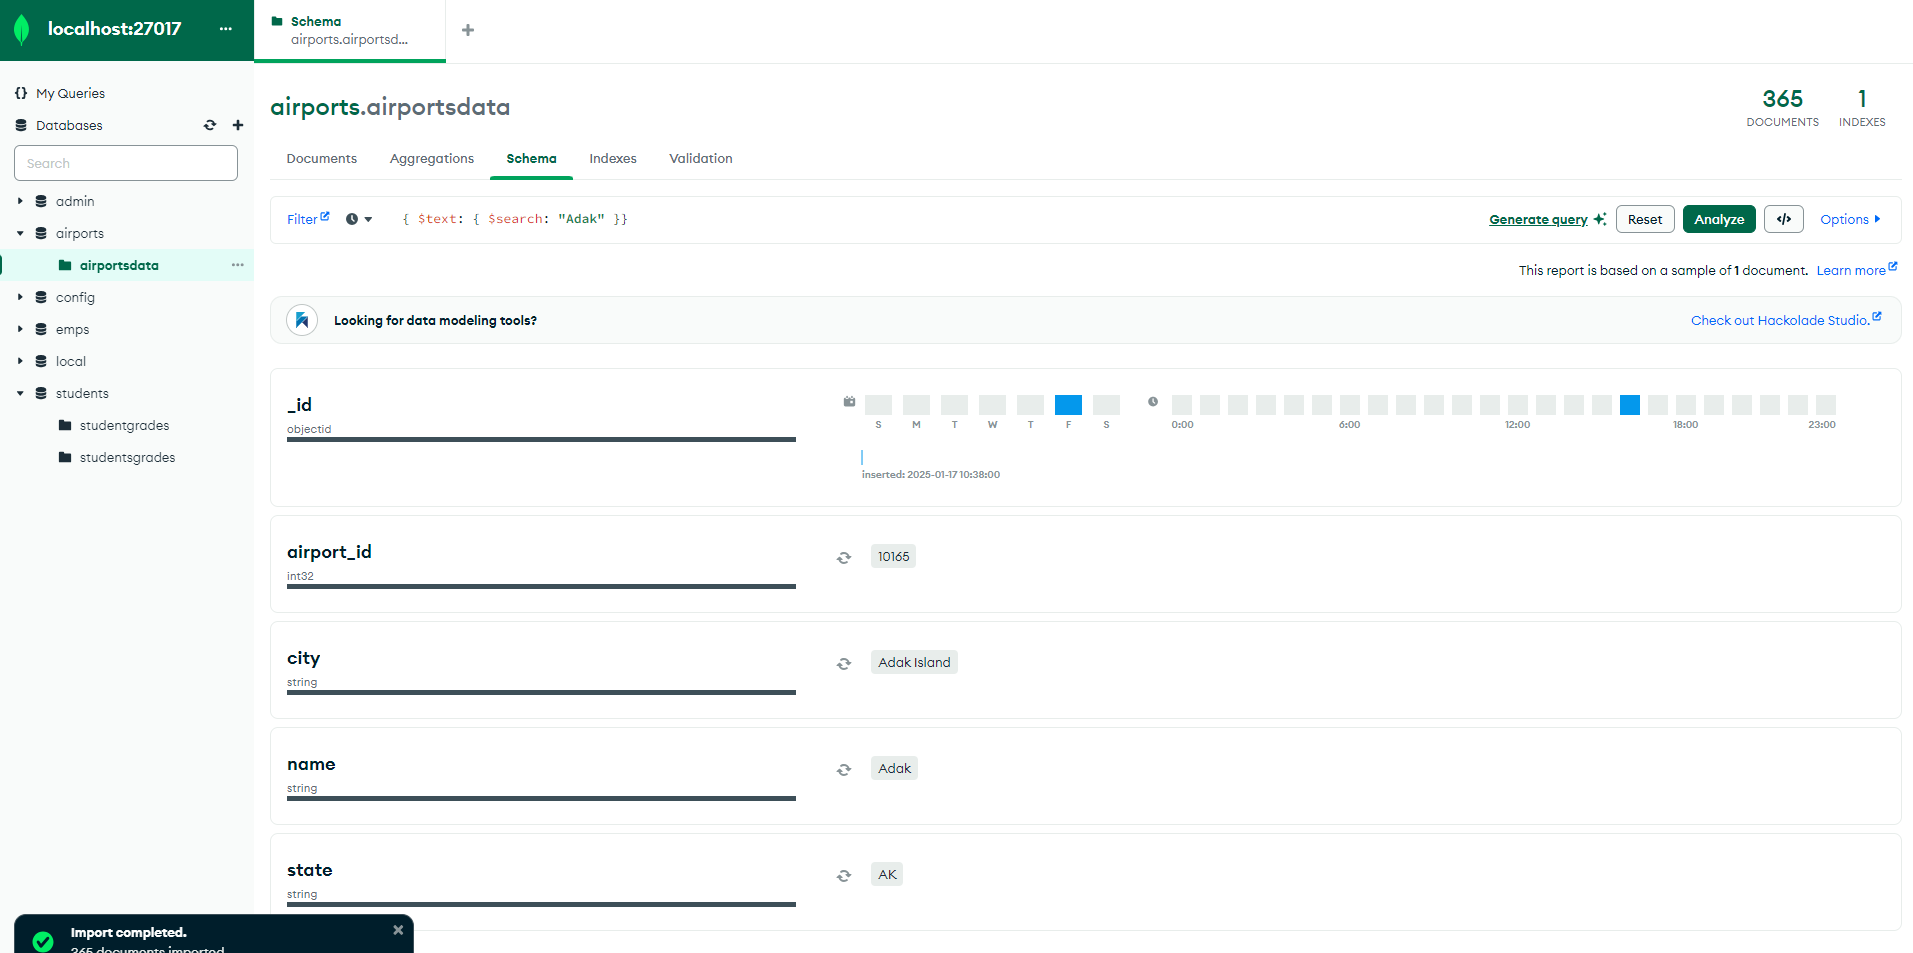 localhost:27017
Schema
airports.airportsd...
My Queries
Databases
Search
admin
airports
airportsdata
config
emps
local
students
studentgrades
studentsgrades
airports.airportsdata
365
DOCUMENTS
1
INDEXES
Documents Aggregations Schema Indexes Validation
Filter { $text: { $search: "Adak" }} Generate query Reset Analyze </> Options
This report is based on a sample of 1 document. Learn more
Looking for data modeling tools? Check out Hackolade Studio.
_id
objectid
S M T W T F S
0:00 6:00 12:00 18:00 23:00
inserted: 2025-01-17 10:38:00
airport_id
int32
10165
city
string
Adak Island
name
string
Adak
state
string
AK
Import completed.
365 documents imported.